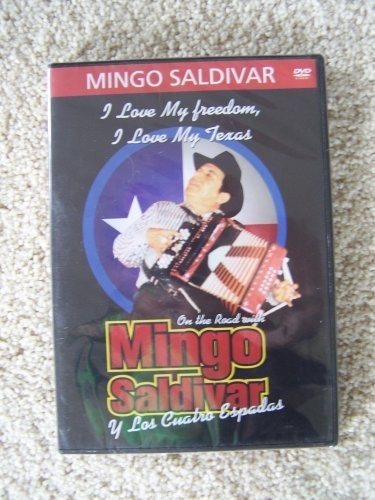 MINGO SALDIVAR
DVD
I Love My freedom,
I Love My Texas
On the Road with
Mingo
Saldivar
Y Los Cuatro Espadas